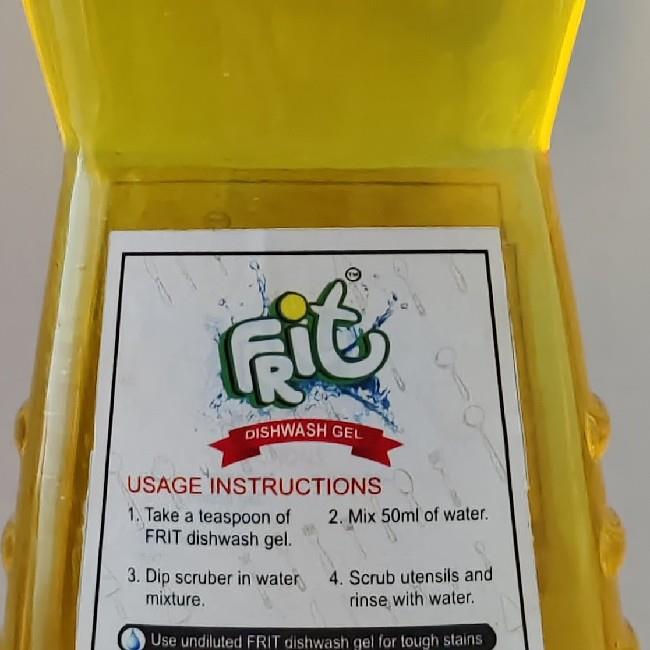 FRiT
TM
DISHWASH GEL
USAGE INSTRUCTIONS
1. Take a teaspoon of
FRIT dishwash gel.
2. Mix 50ml of water.
3. Dip scruber in water
mixture.
4. Scrub utensils and
rinse with water.
Use undiluted FRIT dishwash gel for tough stains